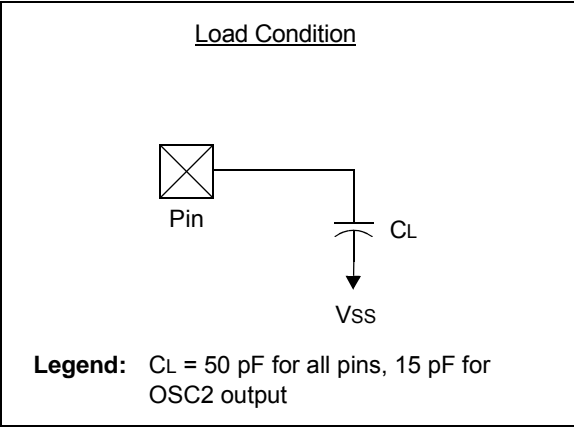 Load Condition
Pin
CL
VSS
Legend: CL = 50 pF for all pins, 15 pF for
OSC2 output